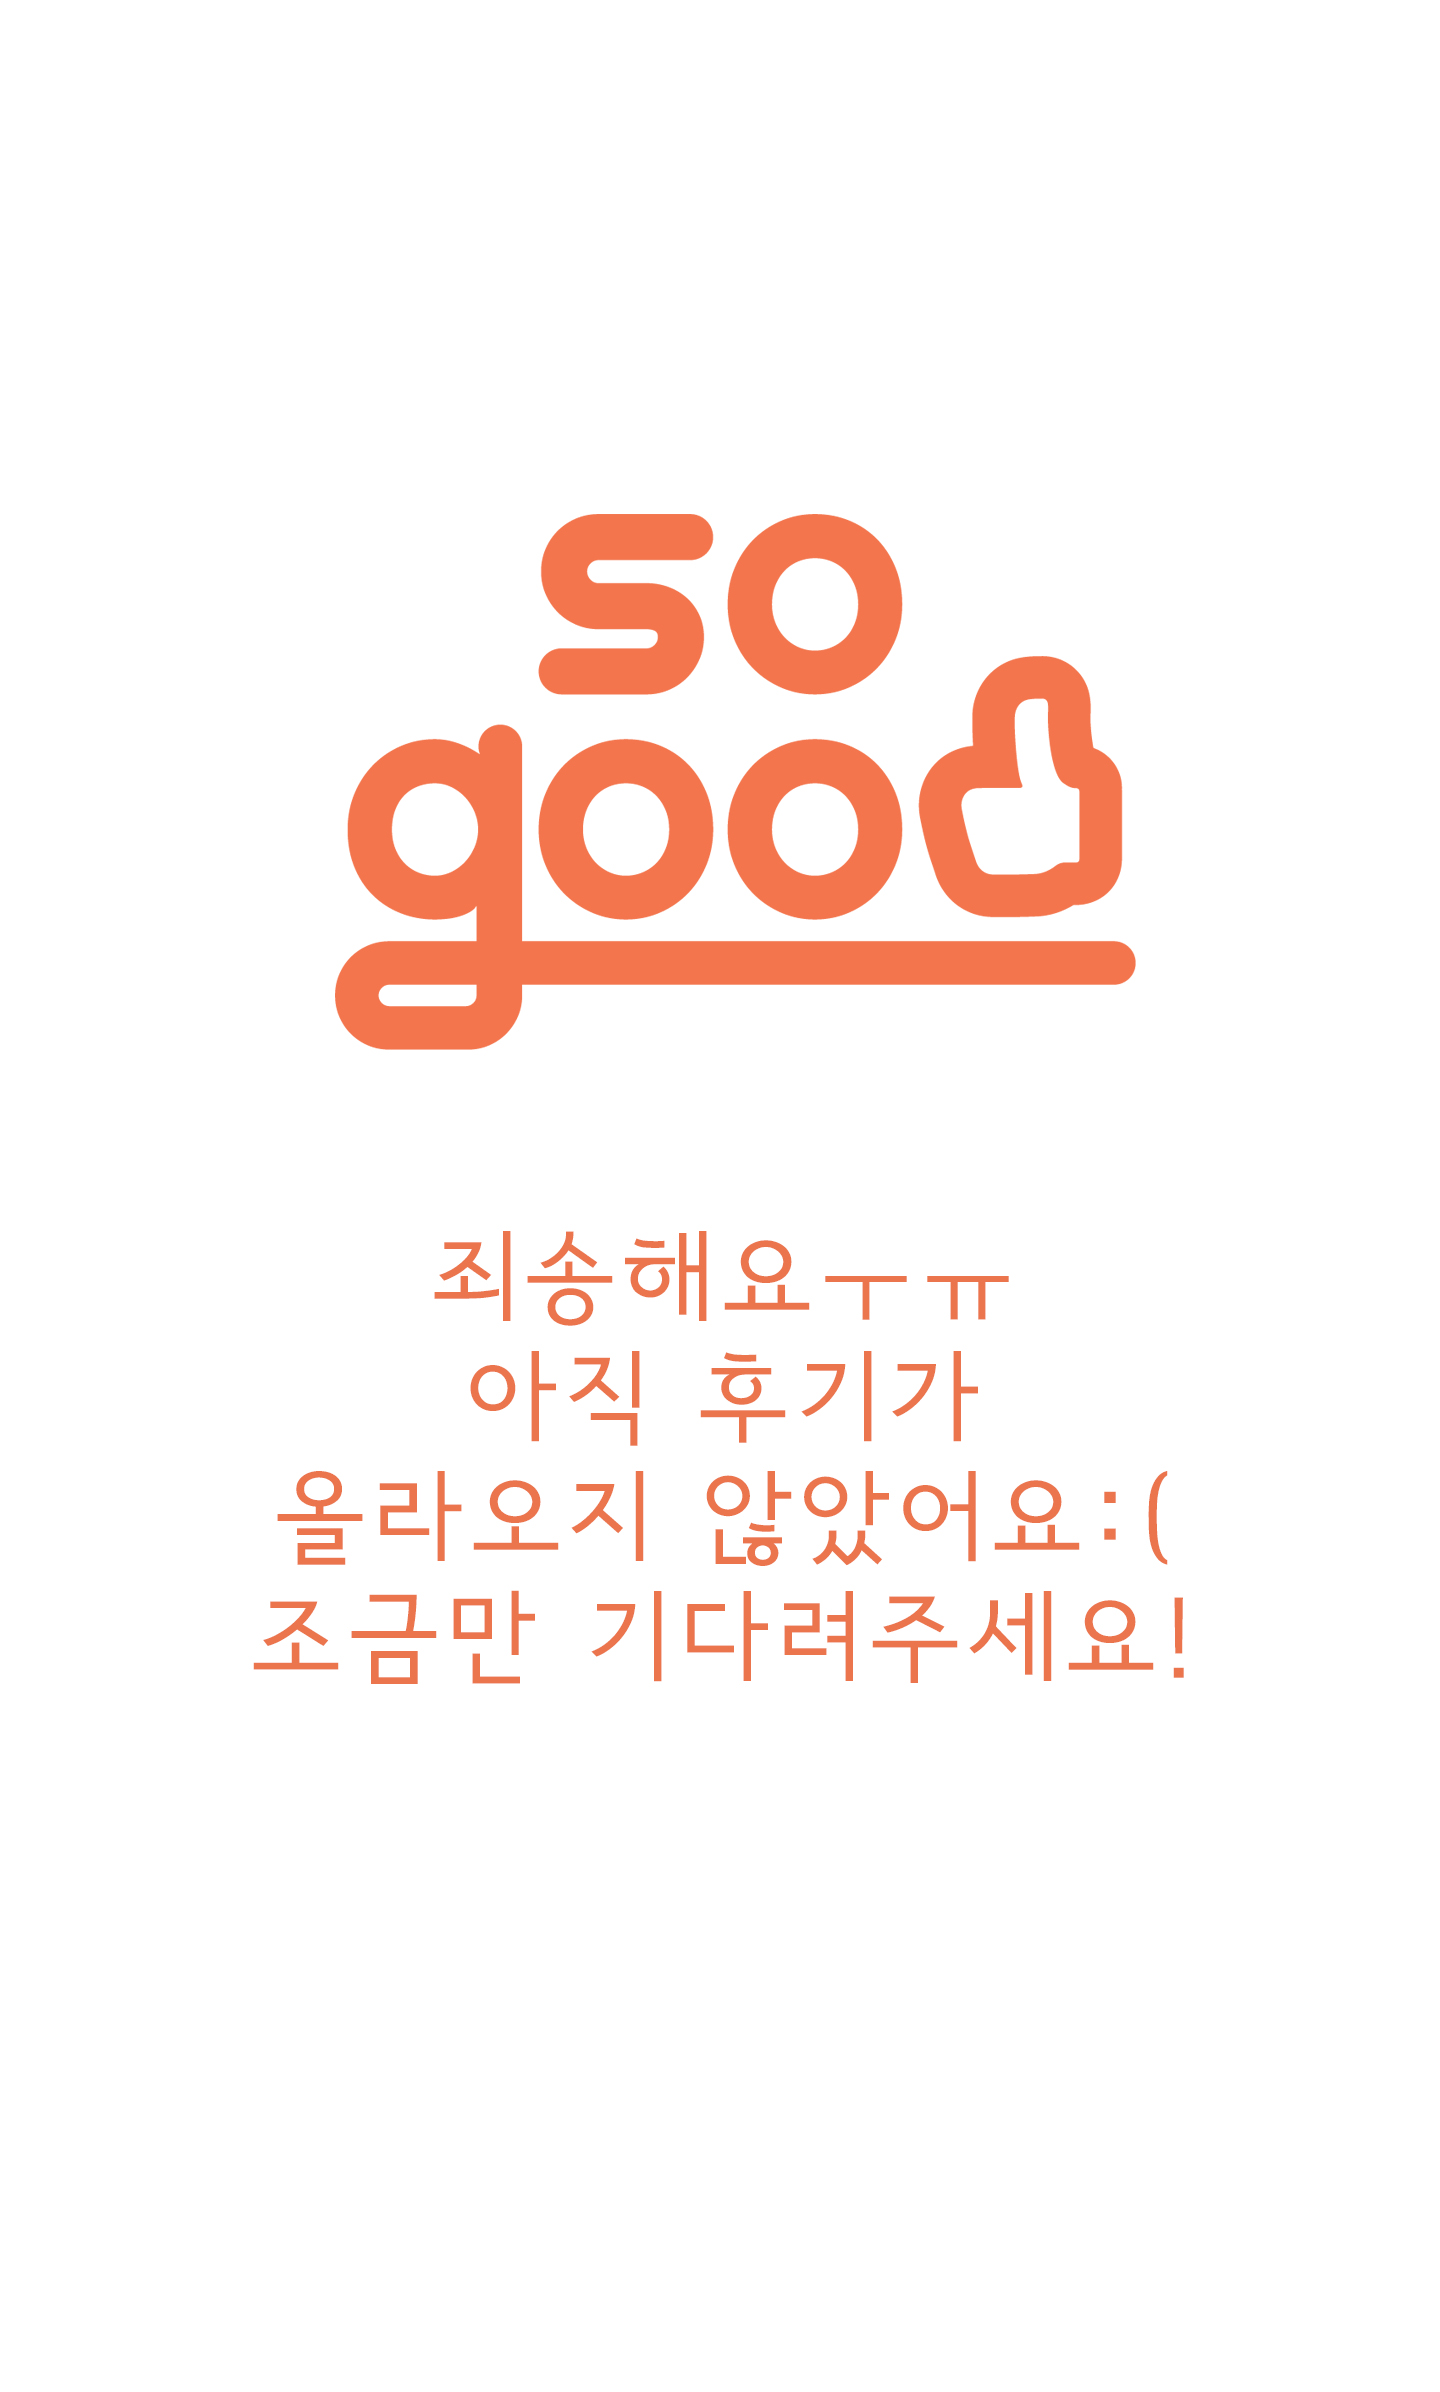 so
good
죄송해요ㅜㅠ
아직 후기가
올라오지 않았어요:(
조금만 기다려주세요!